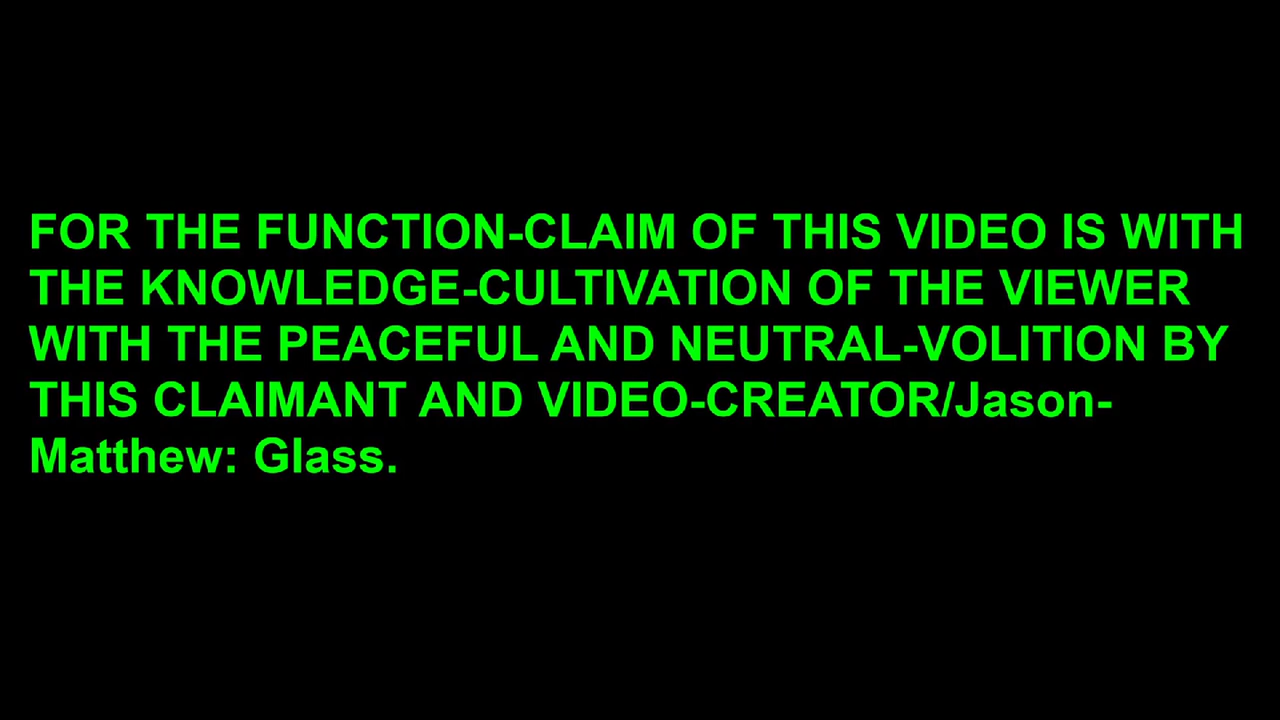 FOR THE FUNCTION-CLAIM OF THIS VIDEO IS WITH
THE KNOWLEDGE-CULTIVATION OF THE VIEWER
WITH THE PEACEFUL AND NEUTRAL-VOLITION BY
THIS CLAIMANT AND VIDEO-CREATOR/Jason-
Matthew: Glass.